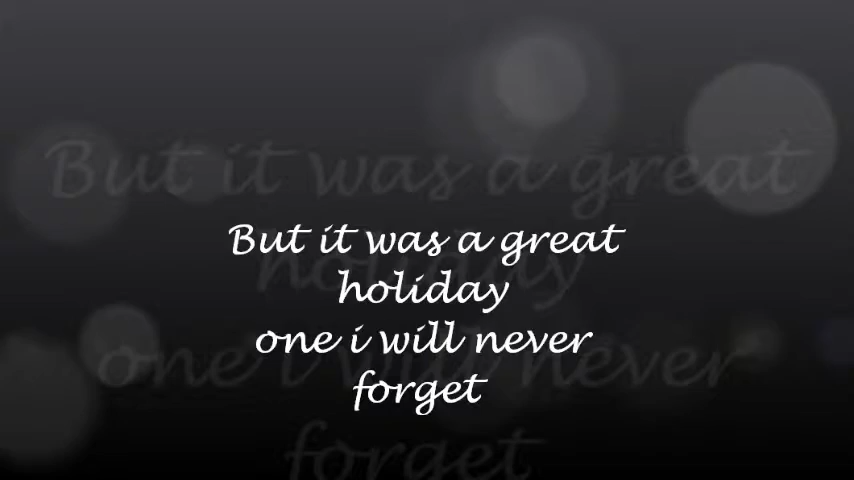 But it was a great
holiday
one i will never
forget